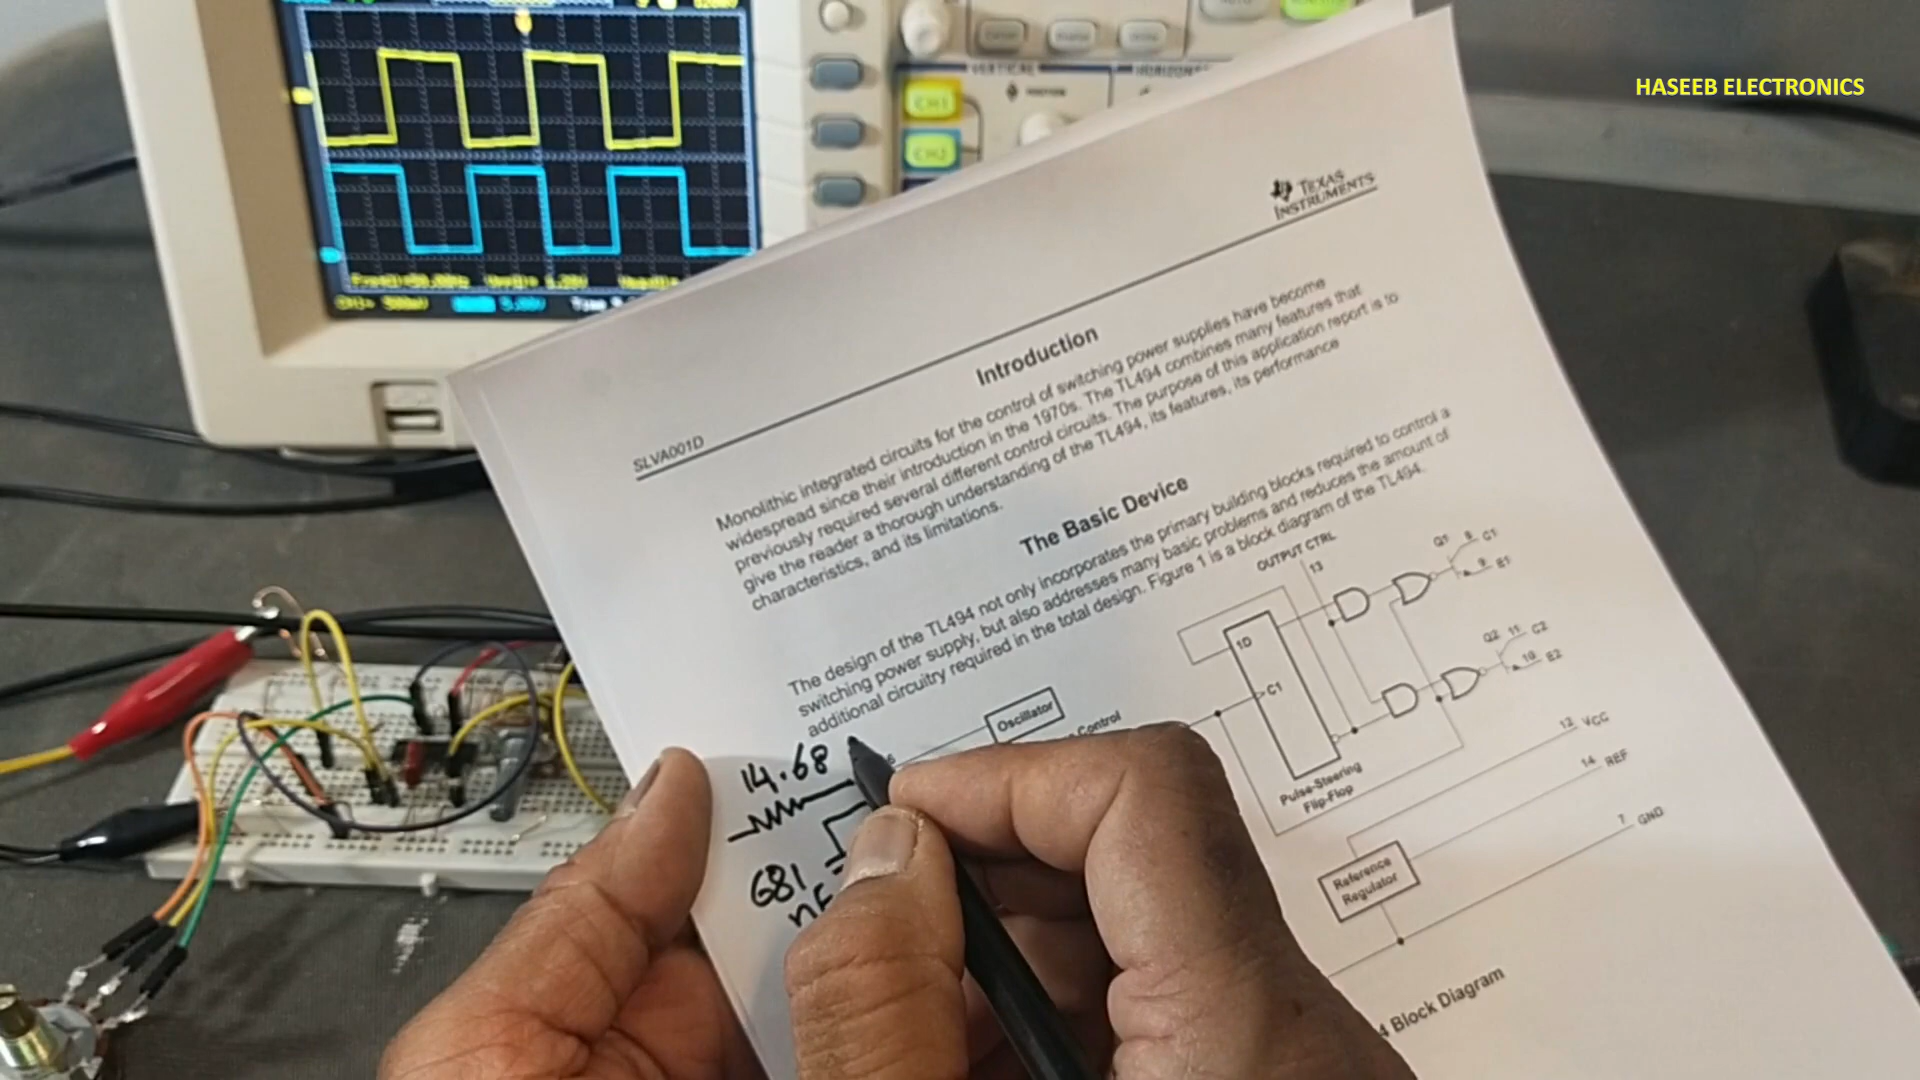 HASEEB ELECTRONICS
VERTICAL
CH1
CH2
TEXAS
INSTRUMENTS
SLVA001D
Introduction
Monolithic integrated circuits for the control of switching power supplies have become
widespread since their introduction in the 1970s. The TL494 combines many features that
previously required several different control circuits. The purpose of this application report is to
give the reader a thorough understanding of the TL494, its features, its performance
characteristics, and its limitations.
The Basic Device
The design of the TL494 not only incorporates the primary building blocks required to control a
switching power supply, but also addresses many basic problems and reduces the amount of
additional circuitry required in the total design. Figure 1 is a block diagram of the TL494.
OUTPUT CTRL
13
Q1 8 C1
9 E1
Q2 11 C2
10 E2
1D
C1
Oscillator
Control
6
14.68
681
nF
Pulse-Steering
Flip-Flop
12 VCC
14 REF
7 GND
Reference
Regulator
4 Block Diagram